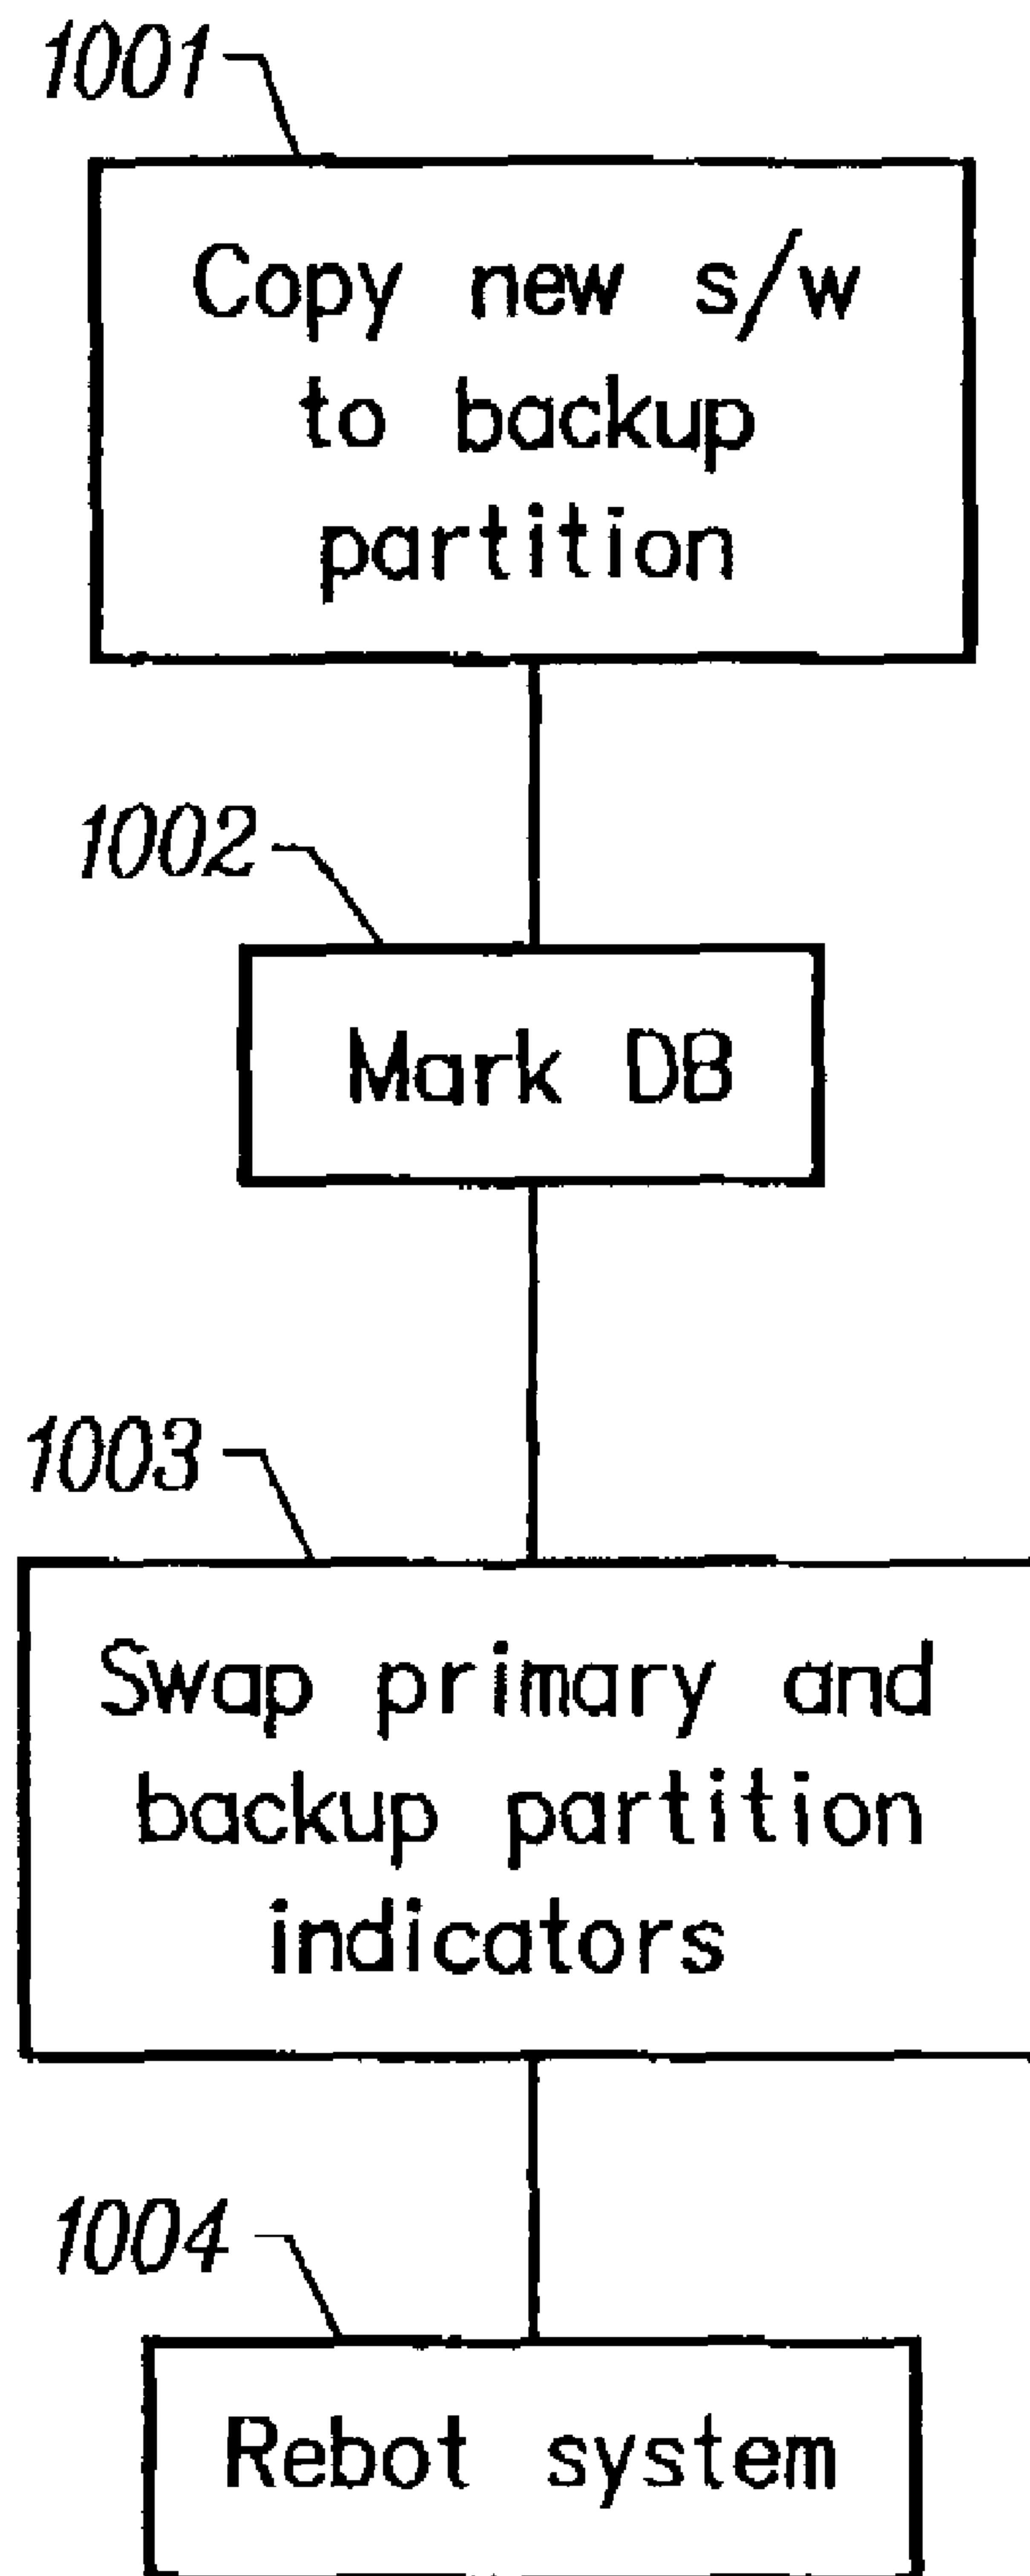 1001
Copy new s/w
to backup
partition
1002
Mark DB
1003
Swap primary and
backup partition
indicators
1004
Rebot system